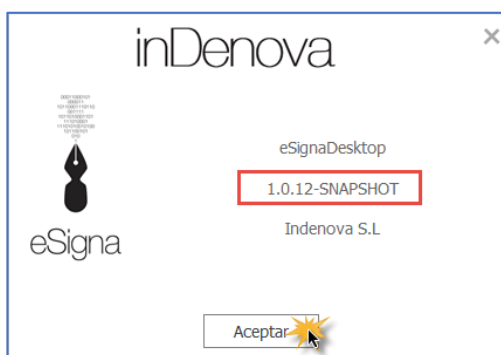 inDenova
eSignaDesktop
1.0.12-SNAPSHOT
Indenova S.L
eSigna
Aceptar